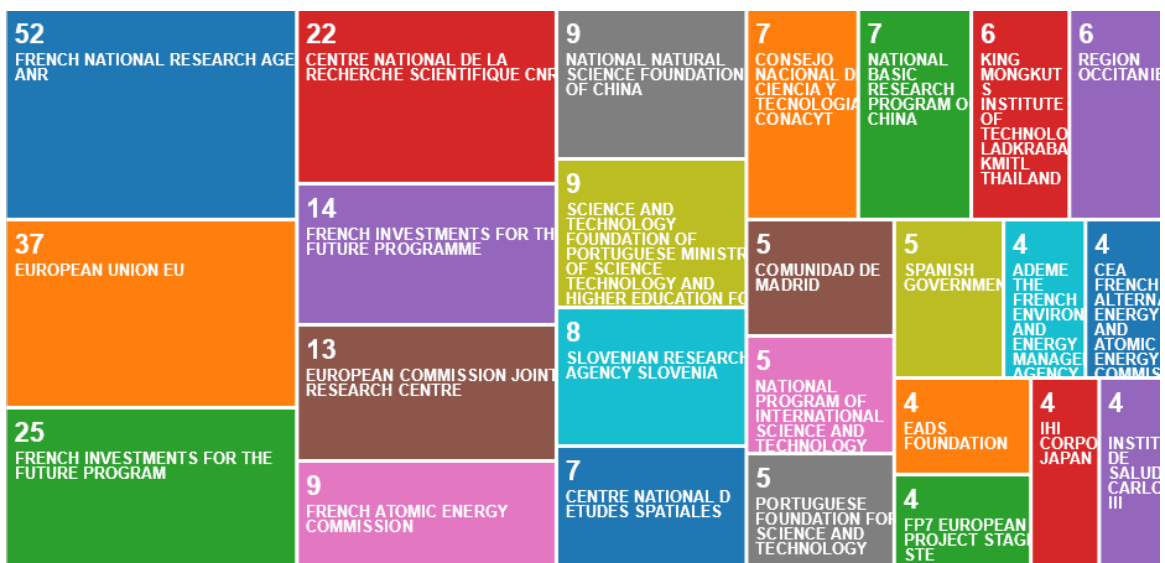 52
FRENCH NATIONAL RESEARCH AGE
ANR
37
EUROPEAN UNION EU
25
FRENCH INVESTMENTS FOR THE
FUTURE PROGRAM
22
CENTRE NATIONAL DE LA
RECHERCHE SCIENTIFIQUE CNR
14
FRENCH INVESTMENTS FOR TH
FUTURE PROGRAMME
13
EUROPEAN COMMISSION JOINT
RESEARCH CENTRE
9
FRENCH ATOMIC ENERGY
COMMISSION
9
NATIONAL NATURAL
SCIENCE FOUNDATION
OF CHINA
9
SCIENCE AND
TECHNOLOGY
FOUNDATION OF
PORTUGUESE MINISTR
OF SCIENCE
TECHNOLOGY AND
HIGHER EDUCATION FC
8
SLOVENIAN RESEARCH
AGENCY SLOVENIA
7
CENTRE NATIONAL D
ETUDES SPATIALES
7
CONSEJO
NACIONAL D
CIENCIA Y
TECNOLOGIA
CONACYT
7
NATIONAL
BASIC
RESEARCH
PROGRAM O
CHINA
6
KING
MONGKUT
S
INSTITUTE
OF
TECHNOLO
LADKRABA
KMITL
THAILAND
6
REGION
OCCITANIE
5
COMUNIDAD DE
MADRID
5
NATIONAL
PROGRAM OF
INTERNATIONAL
SCIENCE AND
TECHNOLOGY
5
PORTUGUESE
FOUNDATION FOR
SCIENCE AND
TECHNOLOGY
5
SPANISH
GOVERNMEN
4
ADEME
THE
FRENCH
ENVIRON
AND
ENERGY
MANAGE
AGENCY
4
CEA
FRENCH
ALTERNA
ENERGY
AND
ATOMIC
ENERGY
COMMIS
4
EADS
FOUNDATION
4
FP7 EUROPEAN
PROJECT STAG
STE
4
IHI
CORPO
JAPAN
4
INSTIT
DE
SALUD
CARLO
III